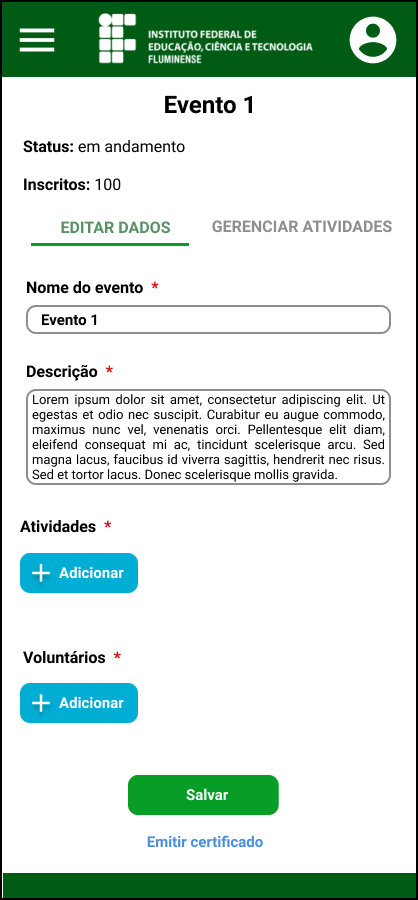 INSTITUTO FEDERAL DE
EDUCAÇÃO, CIÊNCIA E TECNOLOGIA
FLUMINENSE
Evento 1
Status: em andamento
Inscritos: 100
EDITAR DADOS
GERENCIAR ATIVIDADES
Nome do evento *
Evento 1
Descrição *
Lorem ipsum dolor sit amet, consectetur adipiscing elit. Ut
egestas et odio nec suscipit. Curabitur eu augue commodo,
maximus nunc vel, venenatis orci. Pellentesque elit diam,
eleifend consequat mi ac, tincidunt scelerisque arcu. Sed
magna lacus, faucibus id viverra sagittis, hendrerit nec risus.
Sed et tortor lacus. Donec scelerisque mollis gravida.
Atividades *
Adicionar
Voluntários *
Adicionar
Salvar
Emitir certificado